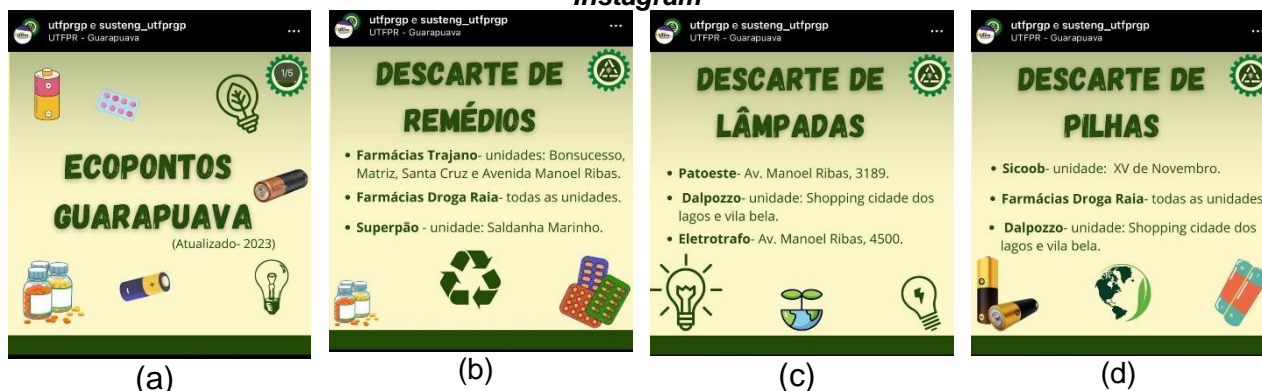 Instagram
utfprgp e susteng_utfprgp
UTFPR - Guarapuava
1/5
ECOPONTOS
GUARAPUAVA
(Atualizado- 2023)
(a)
utfprgp e susteng_utfprgp
UTFPR - Guarapuava
DESCARTE DE
REMÉDIOS
• Farmácias Trajano- unidades: Bonsucesso,
Matriz, Santa Cruz e Avenida Manoel Ribas.
• Farmácias Droga Raia- todas as unidades.
• Superpão - unidade: Saldanha Marinho.
(b)
utfprgp e susteng_utfprgp
UTFPR - Guarapuava
DESCARTE DE
LÂMPADAS
• Patoeste- Av. Manoel Ribas, 3189.
• Dalpozzo- unidade: Shopping cidade dos
lagos e vila bela.
• Eletrotrafo- Av. Manoel Ribas, 4500.
(c)
utfprgp e susteng_utfprgp
UTFPR - Guarapuava
DESCARTE DE
PILHAS
• Sicoob- unidade: XV de Novembro.
• Farmácias Droga Raia- todas as unidades
• Dalpozzo- unidade: Shopping cidade dos
lagos e vila bela.
(d)